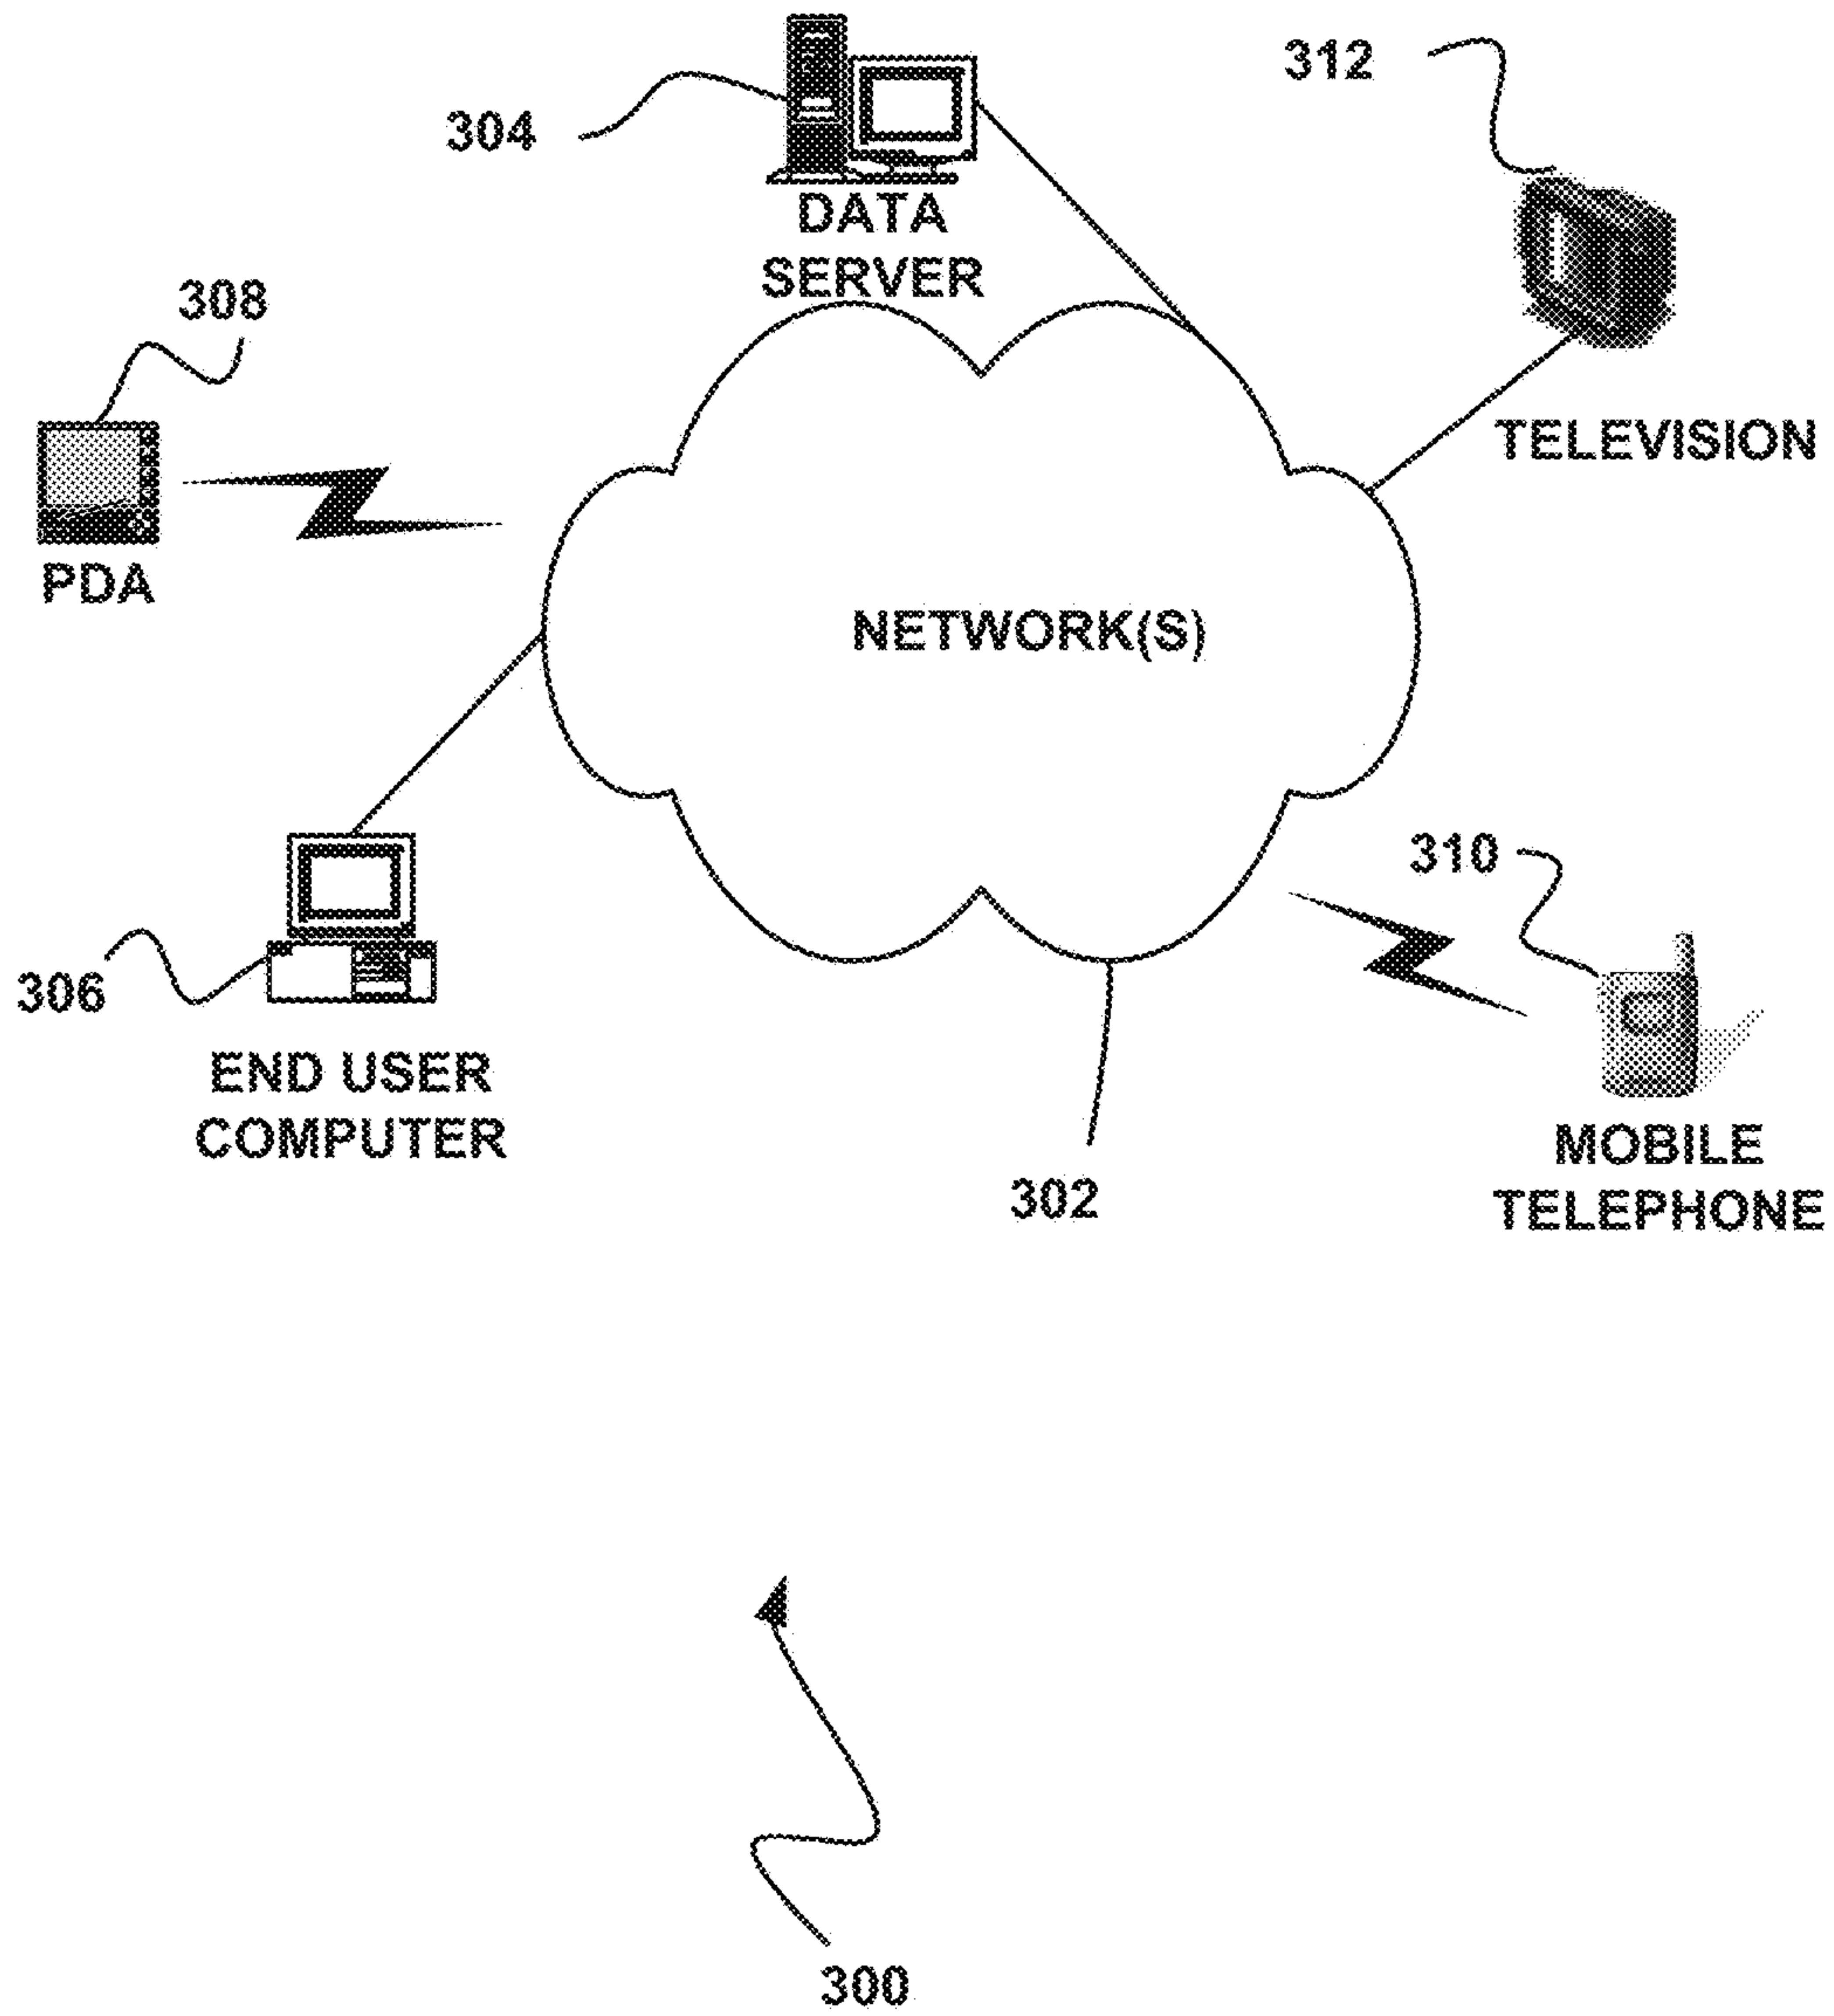 312
304
DATA
SERVER
308
TELEVISION
PDA
NETWORK(S)
310
306
END USER
COMPUTER
MOBILE
TELEPHONE
302
300